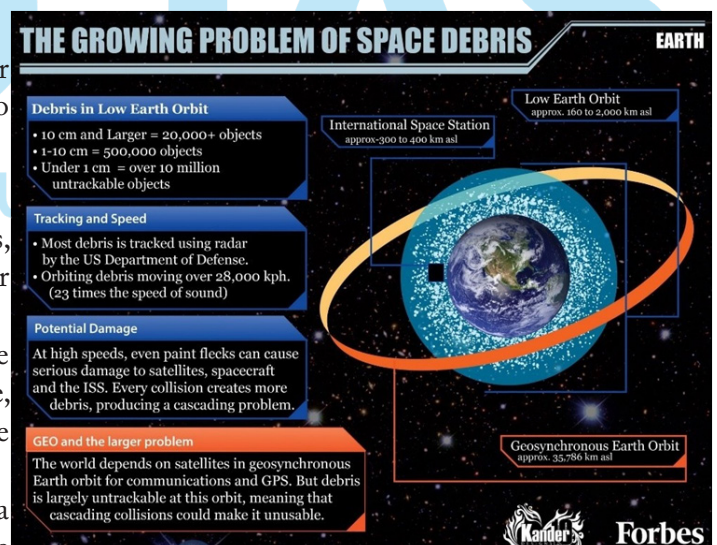 THE GROWING PROBLEM OF SPACE DEBRIS
EARTH
Debris in Low Earth Orbit
• 10 cm and Larger = 20,000+ objects
• 1-10 cm = 500,000 objects
• Under 1 cm = over 10 million
untrackable objects
Tracking and Speed
• Most debris is tracked using radar
by the US Department of Defense.
• Orbiting debris moving over 28,000 kph.
(23 times the speed of sound)
Potential Damage
At high speeds, even paint flecks can cause
serious damage to satellites, spacecraft
and the ISS. Every collision creates more
debris, producing a cascading problem.
GEO and the larger problem
The world depends on satellites in geosynchronous
Earth orbit for communications and GPS. But debris
is largely untrackable at this orbit, meaning that
cascading collisions could make it unusable.
International Space Station
approx-300 to 400 km asl
Low Earth Orbit
approx. 160 to 2,000 km asl
Geosynchronous Earth Orbit
approx. 35,786 km asl
Kander
Forbes